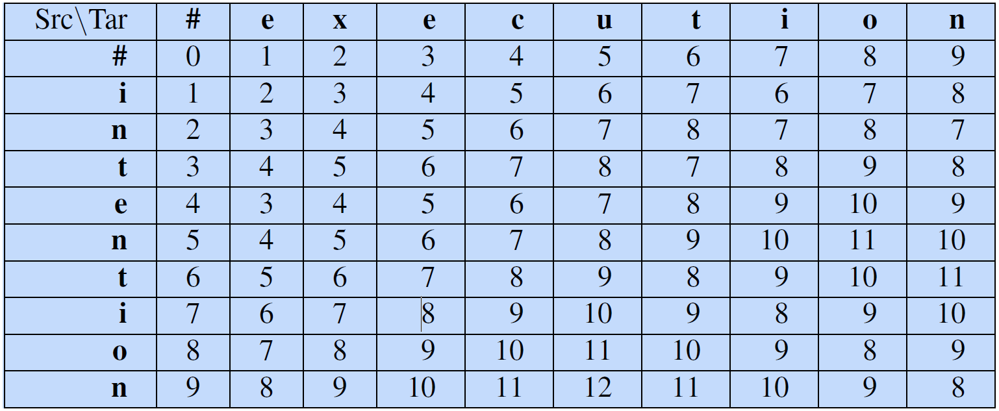 Src\Tar # e x e c u t i o n
# 0 1 2 3 4 5 6 7 8 9
i 1 2 3 4 5 6 7 6 7 8
n 2 3 4 5 6 7 8 7 8 7
t 3 4 5 6 7 8 7 8 9 8
e 4 3 4 5 6 7 8 9 10 9
n 5 4 5 6 7 8 9 10 11 10
t 6 5 6 7 8 9 8 9 10 11
i 7 6 7 8 9 10 9 8 9 10
o 8 7 8 9 10 11 10 9 8 9
n 9 8 9 10 11 12 11 10 9 8